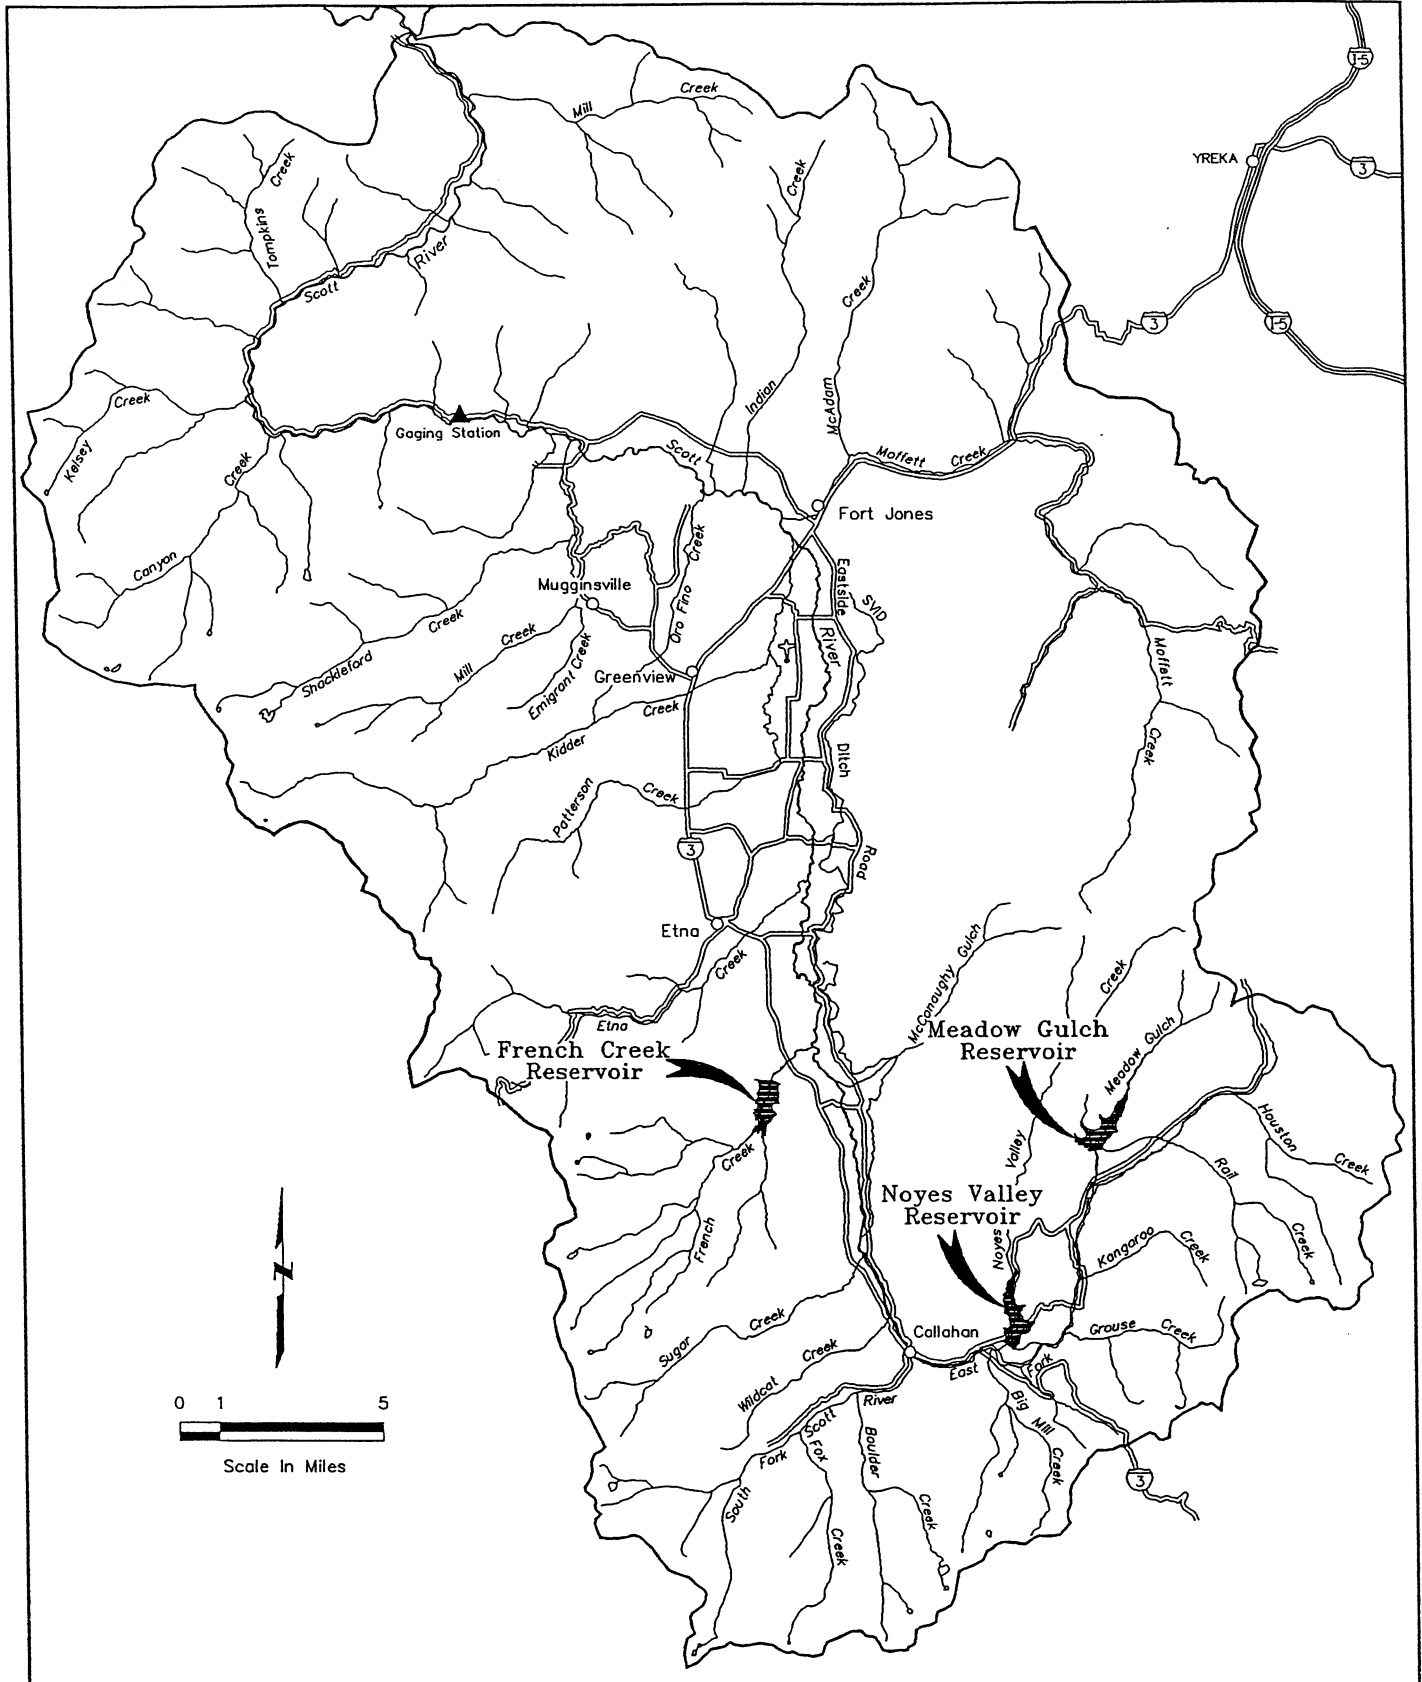 I-5
Creek
Mill
YREKA
3
Creek
Creek
Tompkins
River
Scott
Creek
3
I-5
Creek
Kelsey
Indian
McAdam
Gaging Station
Scott
Moffett Creek
Creek
Fort Jones
Canyon
Creek
Eastside
SVID
Mugginsville
Oro Fino
Creek
Creek
River
Emigrant Creek
Mill
Shackleford
Greenview
Moffett
Creek
Kidder
Creek
Ditch
Patterson
Creek
3
Road
Etna
McConaughy Gulch
Creek
Creek
Etna
Meadow Gulch
Reservoir
Meadow Gulch
French Creek
Reservoir
Houston
Creek
Valley
Creek
Rail
Noyes Valley
Reservoir
French
Noyes
Kangaroo
Creek
Creek
Creek
Sugar
Callahan
Grouse Creek
Creek
East Fork
Wildcat
0 1 5
Scale In Miles
River
Scott
Fork
South
Fox
Creek
Boulder
Creek
Big
Mill
Creek
3
N